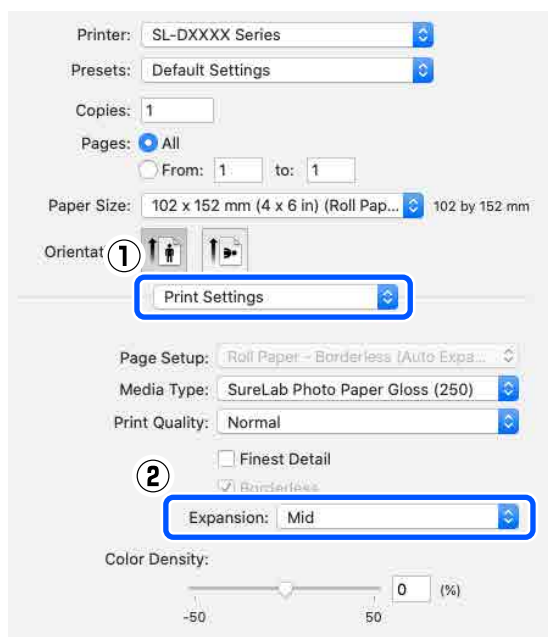 Printer: SL-DXXXX Series
Presets: Default Settings
Copies: 1
Pages: All
From: 1 to: 1
Paper Size: 102 x 152 mm (4 x 6 in) (Roll Pap... 102 by 152 mm
Orientat
1
Print Settings
Page Setup: Roll Paper - Borderless (Auto Expa...
Media Type: SureLab Photo Paper Gloss (250)
Print Quality: Normal
Finest Detail
2
Borderless
Expansion: Mid
Color Density:
0 (%)
-50 50